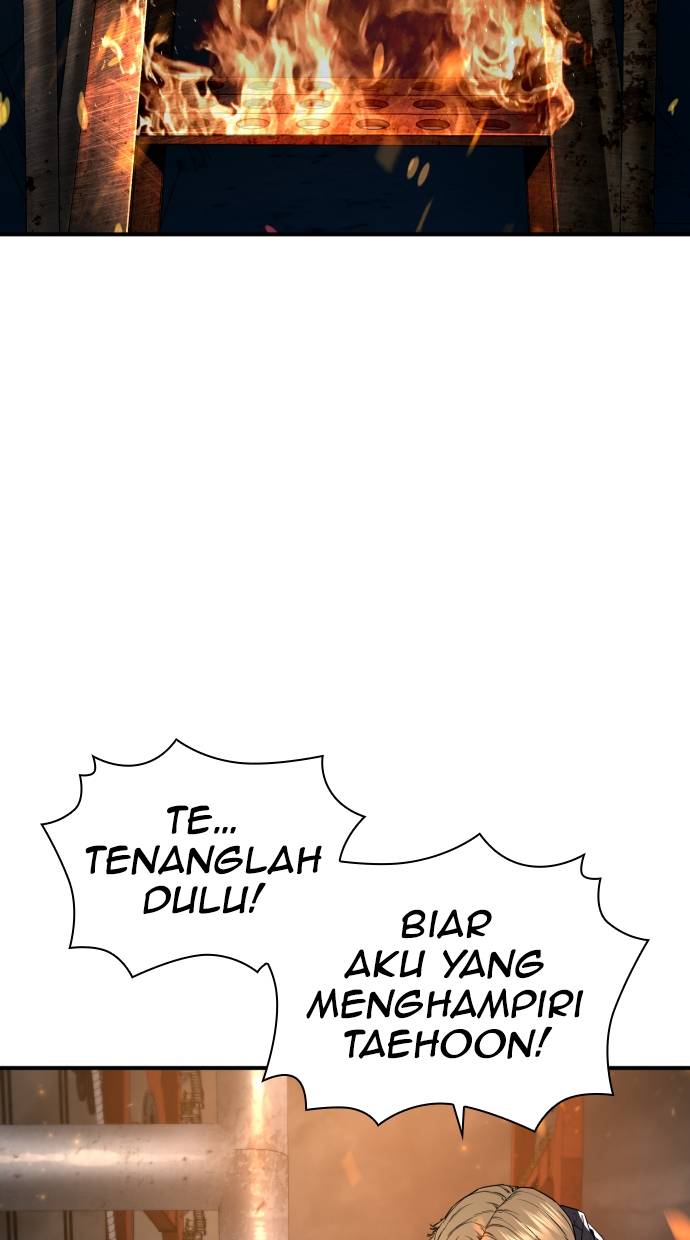 TE...
TENANGLAH
DULU!
BIAR
AKU YANG
MENGHAMPIRI
TAEHOON!